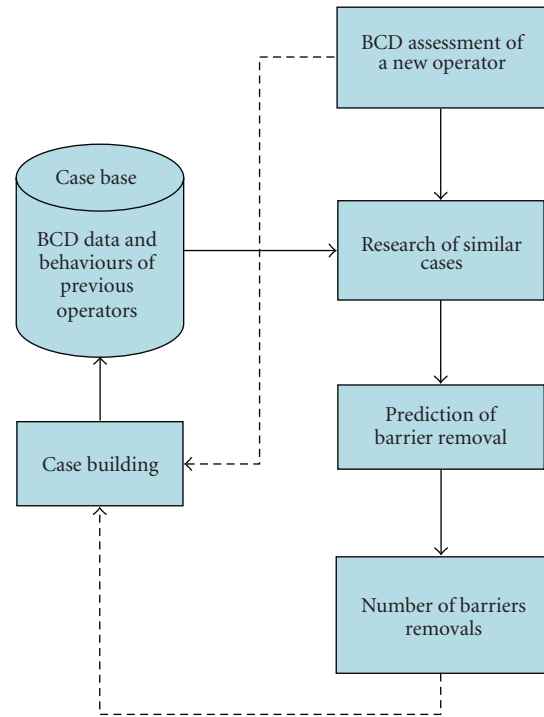 BCD assessment of
a new operator
Case base
BCD data and
behaviours of
previous
operators
Research of similar
cases
Prediction of
barrier removal
Case building
Number of barriers
removals